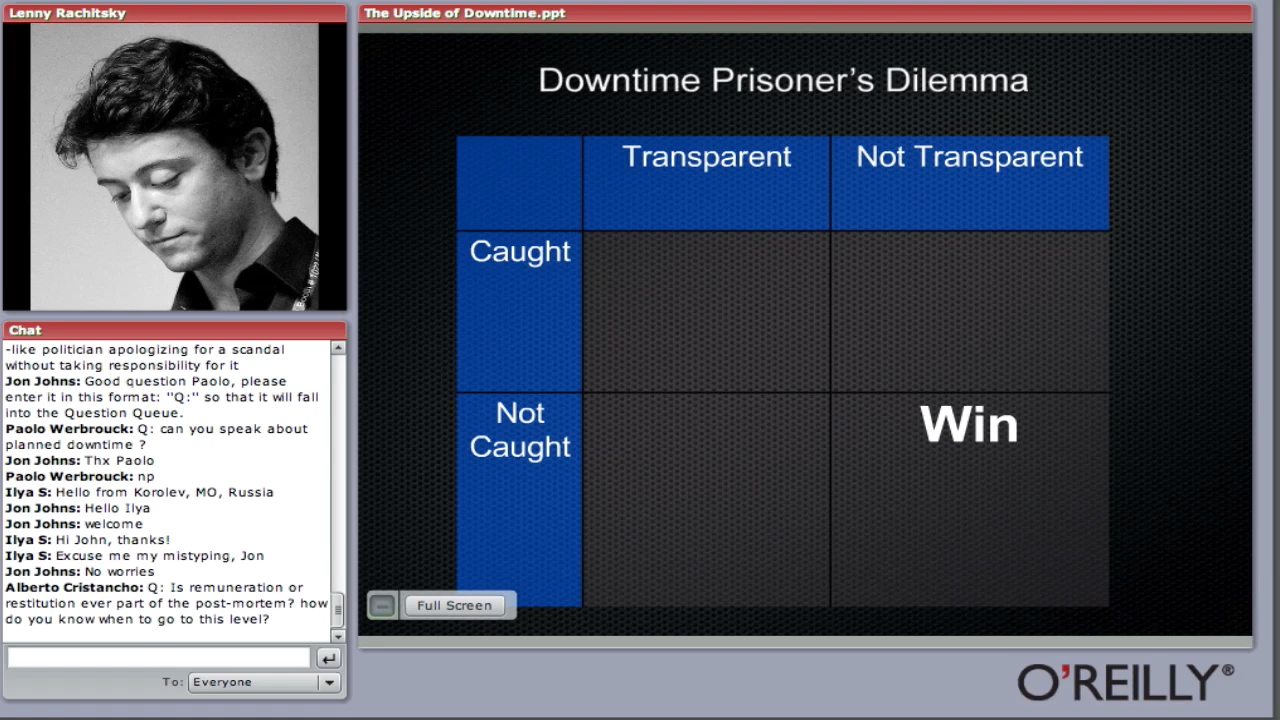 Lenny Rachitsky
The Upside of Downtime.ppt
Downtime Prisoner's Dilemma
Transparent
Not Transparent
Caught
Not
Caught
Win
Full Screen
Chat
-like politician apologizing for a scandal
without taking responsibility for it
Jon Johns: Good question Paolo, please
enter it in this format: "Q:" so that it will fall
into the Question Queue.
Paolo Werbrouck: Q: can you speak about
planned downtime ?
Jon Johns: Thx Paolo
Paolo Werbrouck: np
Ilya S: Hello from Korolev, MO, Russia
Jon Johns: Hello Ilya
Jon Johns: welcome
Ilya S: Hi John, thanks!
Ilya S: Excuse me my mistyping, Jon
Jon Johns: No worries
Alberto Cristancho: Q: Is remuneration or
restitution ever part of the post-mortem? how
do you know when to go to this level?
To: Everyone
O'REILLY®